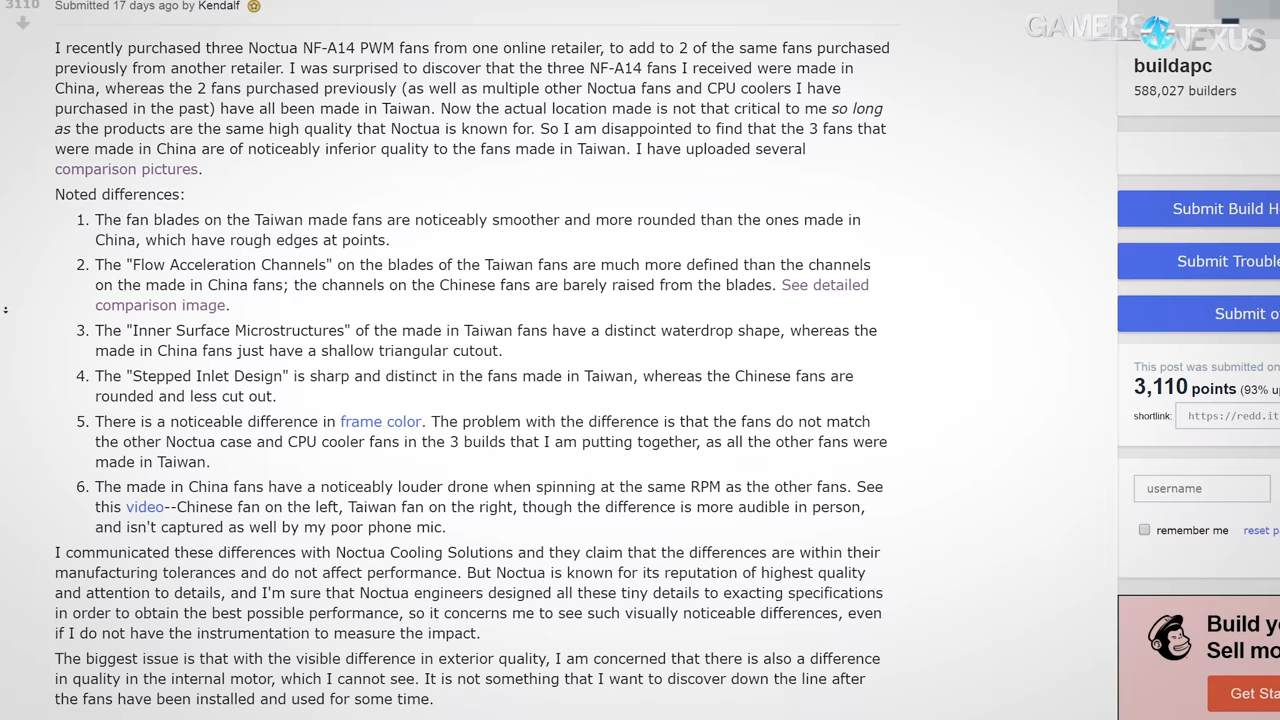 3110
Submitted 17 days ago by Kendalf
GAMERS NEXUS
I recently purchased three Noctua NF-A14 PWM fans from one online retailer, to add to 2 of the same fans purchased
previously from another retailer. I was surprised to discover that the three NF-A14 fans I received were made in
China, whereas the 2 fans purchased previously (as well as multiple other Noctua fans and CPU coolers I have
purchased in the past) have all been made in Taiwan. Now the actual location made is not that critical to me so long
as the products are the same high quality that Noctua is known for. So I am disappointed to find that the 3 fans that
were made in China are of noticeably inferior quality to the fans made in Taiwan. I have uploaded several
comparison pictures.
Noted differences:
1. The fan blades on the Taiwan made fans are noticeably smoother and more rounded than the ones made in
China, which have rough edges at points.
2. The "Flow Acceleration Channels" on the blades of the Taiwan fans are much more defined than the channels
on the made in China fans; the channels on the Chinese fans are barely raised from the blades. See detailed
comparison image.
3. The "Inner Surface Microstructures" of the made in Taiwan fans have a distinct waterdrop shape, whereas the
made in China fans just have a shallow triangular cutout.
4. The "Stepped Inlet Design" is sharp and distinct in the fans made in Taiwan, whereas the Chinese fans are
rounded and less cut out.
5. There is a noticeable difference in frame color. The problem with the difference is that the fans do not match
the other Noctua case and CPU cooler fans in the 3 builds that I am putting together, as all the other fans were
made in Taiwan.
6. The made in China fans have a noticeably louder drone when spinning at the same RPM as the other fans. See
this video--Chinese fan on the left, Taiwan fan on the right, though the difference is more audible in person,
and isn't captured as well by my poor phone mic.
I communicated these differences with Noctua Cooling Solutions and they claim that the differences are within their
manufacturing tolerances and do not affect performance. But Noctua is known for its reputation of highest quality
and attention to details, and I'm sure that Noctua engineers designed all these tiny details to exacting specifications
in order to obtain the best possible performance, so it concerns me to see such visually noticeable differences, even
if I do not have the instrumentation to measure the impact.
The biggest issue is that with the visible difference in exterior quality, I am concerned that there is also a difference
in quality in the internal motor, which I cannot see. It is not something that I want to discover down the line after
the fans have been installed and used for some time.
buildapc
588,027 builders
Submit Build H
Submit Trouble
Submit o
This post was submitted on
3,110 points (93% u
shortlink: https://redd.it
username
remember me reset p
Build y
Sell mo
Get Sta